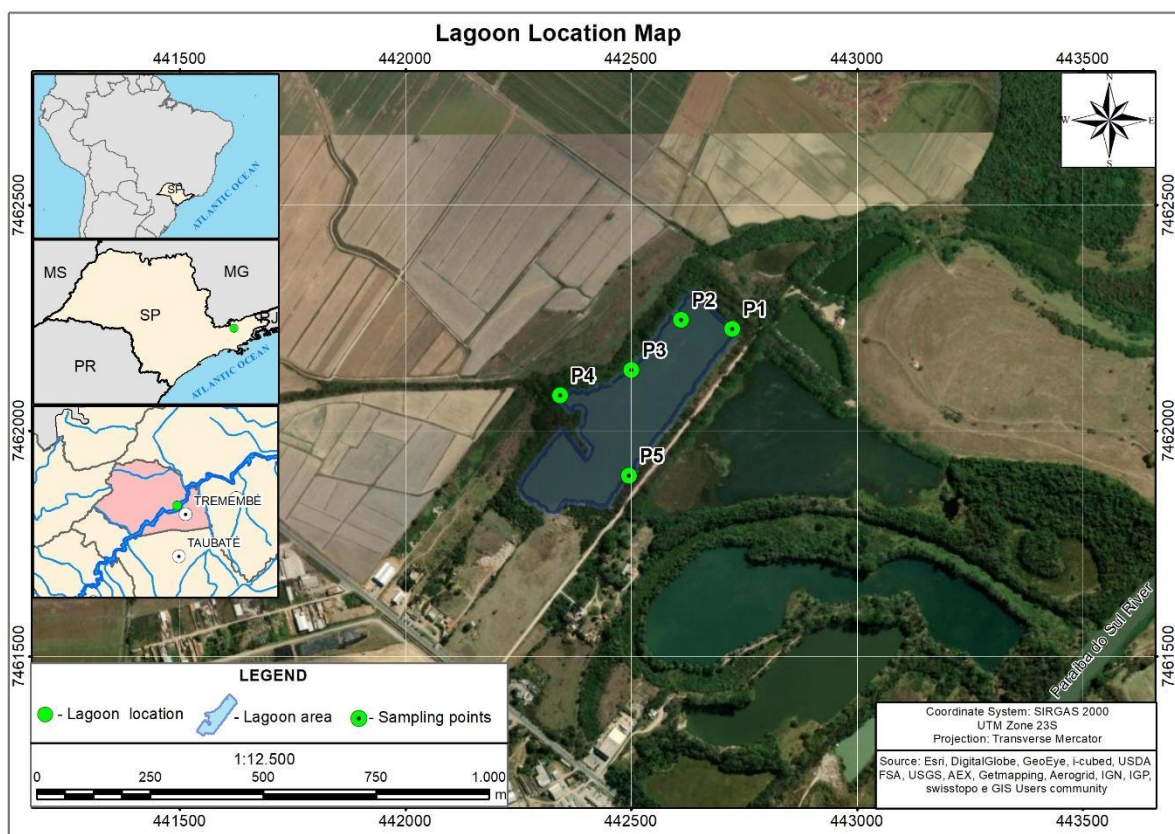 Lagoon Location Map
441500 442000 442500 443000 443500
7462500
7462000
7461500
7462500
7462000
7461500
N
W E
S
SP
ATLANTIC OCEAN
MS
MG
SP
RJ
PR
ATLANTIC OCEAN
TREMEMBÉ
TAUBATÉ
P2
P1
P3
P4
P5
Paraíba do Sul River
LEGEND
- Lagoon location
- Lagoon area
- Sampling points
1:12.500
0 250 500 750 1.000
m
Coordinate System: SIRGAS 2000
UTM Zone 23S
Projection: Transverse Mercator
Source: Esri, DigitalGlobe, GeoEye, i-cubed, USDA
FSA, USGS, AEX, Getmapping, Aerogrid, IGN, IGP,
swisstopo e GIS Users community
441500 442000 442500 443000 443500